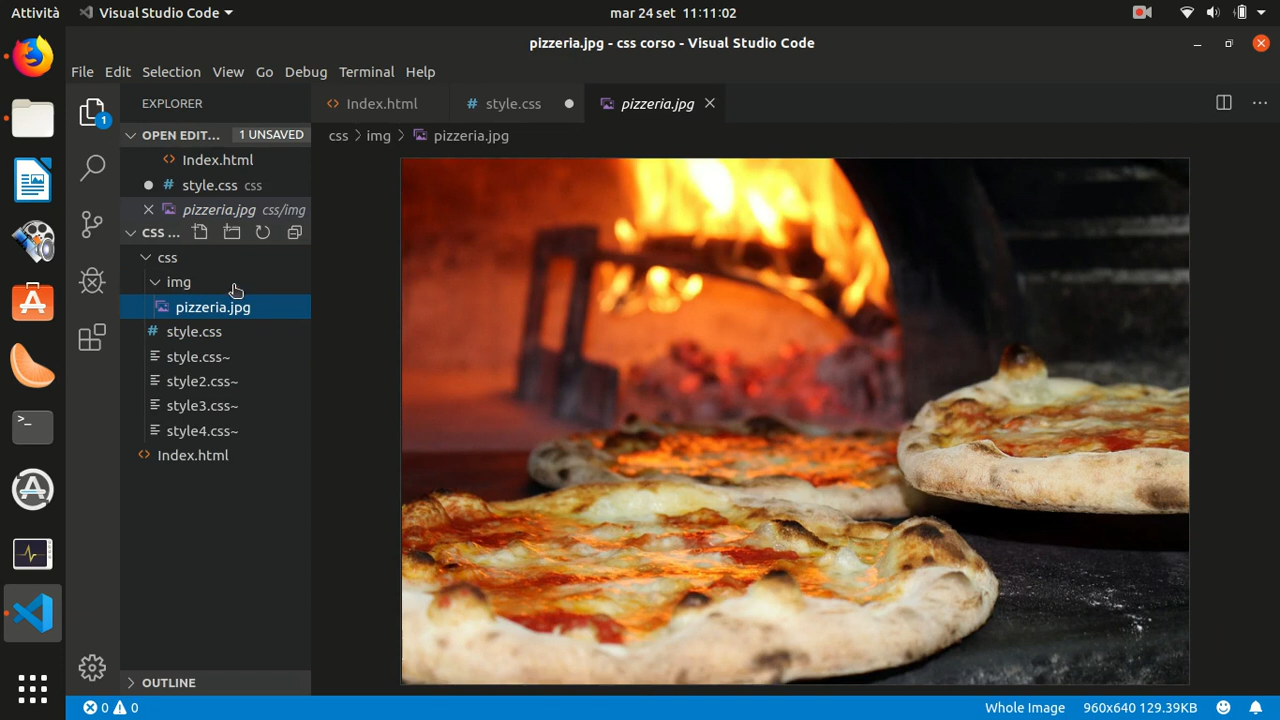 Attività
Visual Studio Code
mar 24 set 11:11:02
pizzeria.jpg - css corso - Visual Studio Code
File Edit Selection View Go Debug Terminal Help
EXPLORER
Index.html
# style.css
pizzeria.jpg
OPEN EDIT... 1 UNSAVED
css > img > pizzeria.jpg
1
Index.html
# style.css css
pizzeria.jpg css/img
CSS ...
css
img
pizzeria.jpg
# style.css
style.css~
style2.css~
style3.css~
style4.css~
Index.html
OUTLINE
0 0
Whole Image 960x640 129.39KB